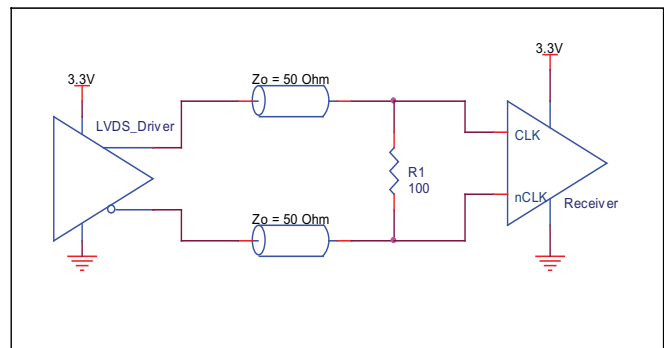 3.3V
LVDS_Driver
Zo = 50 Ohm
Zo = 50 Ohm
R1
100
3.3V
CLK
nCLK
Receiver